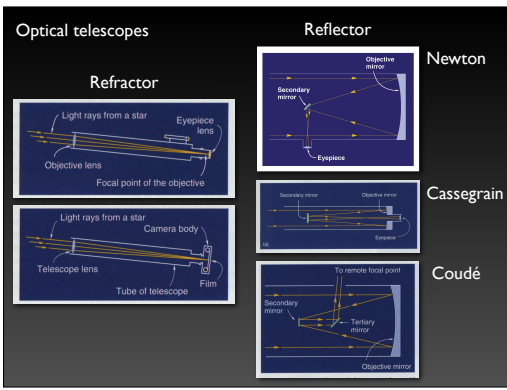 Optical telescopes
Refractor
Light rays from a star
Eyepiece
lens
Objective lens
Focal point of the objective
Light rays from a star
Camera body
Telescope lens
Film
Tube of telescope
Reflector
Newton
Objective
mirror
Secondary
mirror
Eyepiece
Cassegrain
Secondary mirror
Objective mirror
Eyepiece
(a)
Coudé
To remote focal point
Secondary
mirror
Tertiary
mirror
Objective mirror